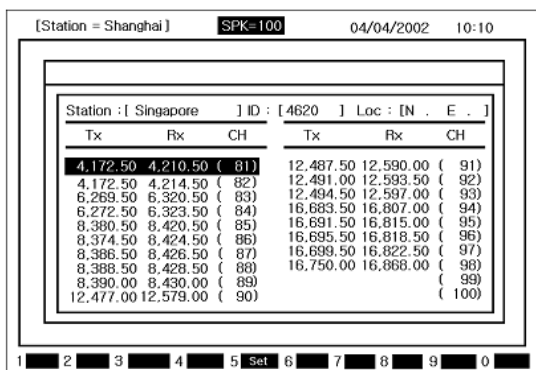 [Station = Shanghai] SPK=100 04/04/2002 10:10
Station :[ Singapore ] ID : [ 4620 ] Loc : [N . E . ]
Tx Rx CH Tx Rx CH
4,172.50 4,210.50 ( 81) 12,487.50 12,590.00 ( 91)
4,172.50 4,214.50 ( 82) 12,491.00 12,593.50 ( 92)
6,269.50 6,320.50 ( 83) 12,494.50 12,597.00 ( 93)
6,272.50 6,323.50 ( 84) 16,683.50 16,807.00 ( 94)
8,380.50 8,420.50 ( 85) 16,691.50 16,815.00 ( 95)
8,374.50 8,424.50 ( 86) 16,695.50 16,818.50 ( 96)
8,386.50 8,426.50 ( 87) 16,699.50 16,822.50 ( 97)
8,388.50 8,428.50 ( 88) 16,750.00 16,868.00 ( 98)
8,390.00 8,430.00 ( 89) ( 99)
12,477.00 12,579.00 ( 90) ( 100)
1 2 3 4 5 Set 6 7 8 9 0